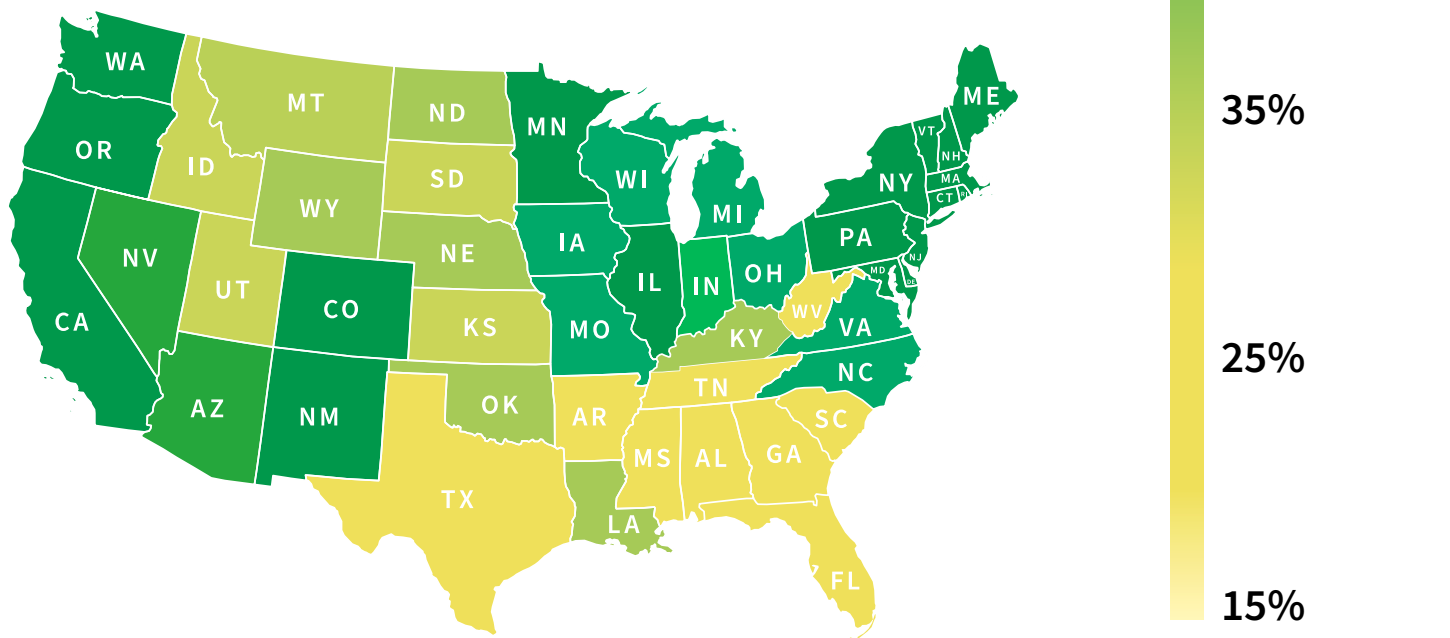 WA
OR
CA
NV
ID
MT
WY
UT
AZ
CO
NM
ND
SD
NE
KS
OK
TX
MN
IA
MO
AR
LA
WI
IL
MI
IN
OH
KY
TN
MS
AL
GA
FL
SC
NC
VA
WV
PA
NY
VT
NH
ME
MA
CT
RI
NJ
MD
DE
35%
25%
15%